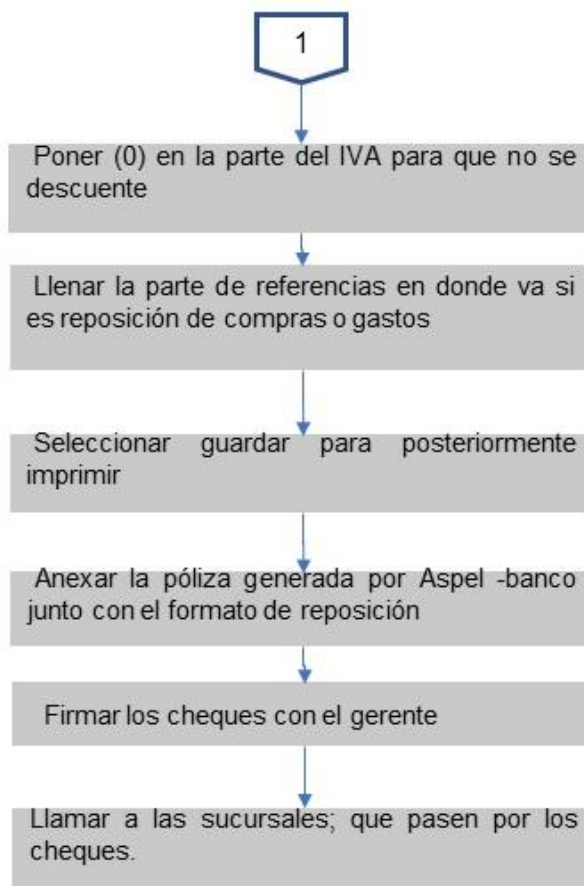 1
Poner (0) en la parte del IVA para que no se
descuente
Llenar la parte de referencias en donde va si
es reposición de compras o gastos
Seleccionar guardar para posteriormente
imprimir
Anexar la póliza generada por Aspel -banco
junto con el formato de reposición
Firmar los cheques con el gerente
Llamar a las sucursales; que pasen por los
cheques.